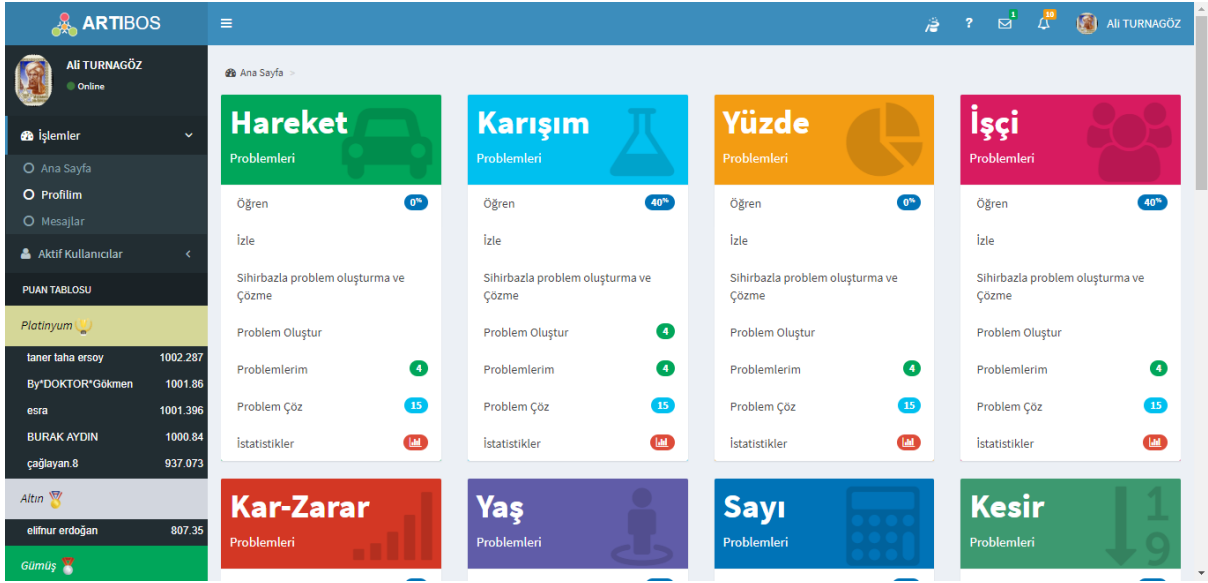 ARTIBOS
1
10
?
Ali TURNAGÖZ
Ali TURNAGÖZ
Online
İşlemler
Ana Sayfa
Profilim
Mesajlar
Aktif Kullanıcılar
PUAN TABLOSU
Platinyum
taner taha ersoy 1002.287
By*DOKTOR*Gökmen 1001.86
esra 1001.396
BURAK AYDIN 1000.84
çağlayan.8 937.073
Altın
elifnur erdoğan 807.35
Gümüş
Ana Sayfa >
Hareket
Problemleri
Öğren 0%
İzle
Sihirbazla problem oluşturma ve
Çözme
Problem Oluştur
Problemlerim 4
Problem Çöz 15
İstatistikler
Karışım
Problemleri
Öğren 40%
İzle
Sihirbazla problem oluşturma ve
Çözme
Problem Oluştur 4
Problemlerim 4
Problem Çöz 15
İstatistikler
Yüzde
Problemleri
Öğren 0%
İzle
Sihirbazla problem oluşturma ve
Çözme
Problem Oluştur
Problemlerim 4
Problem Çöz 15
İstatistikler
İşçi
Problemleri
Öğren 40%
İzle
Sihirbazla problem oluşturma ve
Çözme
Problem Oluştur
Problemlerim 4
Problem Çöz 15
İstatistikler
Kar-Zarar
Problemleri
Yaş
Problemleri
Sayı
Problemleri
Kesir
Problemleri
1
9